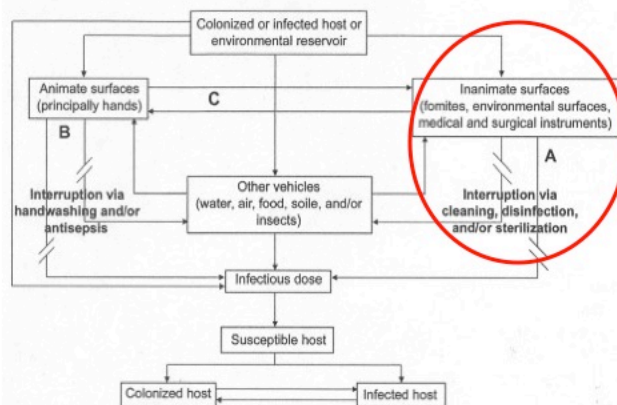 Colonized or infected host or
environmental reservoir
Animate surfaces
(principally hands)
C
Inanimate surfaces
(fomites, environmental surfaces,
medical and surgical instruments)
B
A
Interruption via
handwashing and/or
antisepsis
Other vehicles
(water, air, food, soile, and/or
insects)
Interruption via
cleaning, disinfection,
and/or sterilization
Infectious dose
Susceptible host
Colonized host
Infected host